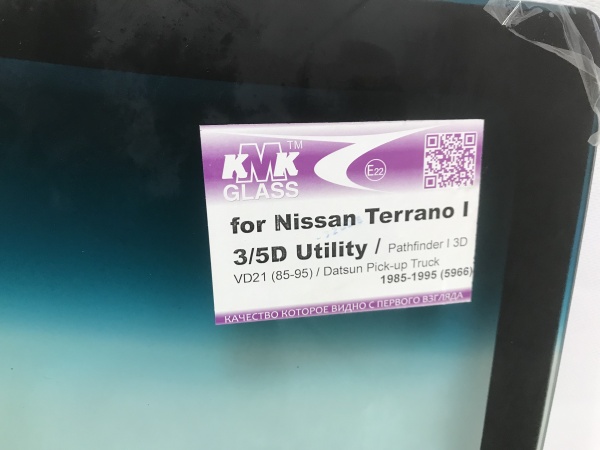 KMK™
GLASS
E22
for Nissan Terrano I
3/5D Utility / Pathfinder I 3D
VD21 (85-95) / Datsun Pick-up Truck
1985-1995 (5966)
КАЧЕСТВО КОТОРОЕ ВИДНО С ПЕРВОГО ВЗГЛЯДА